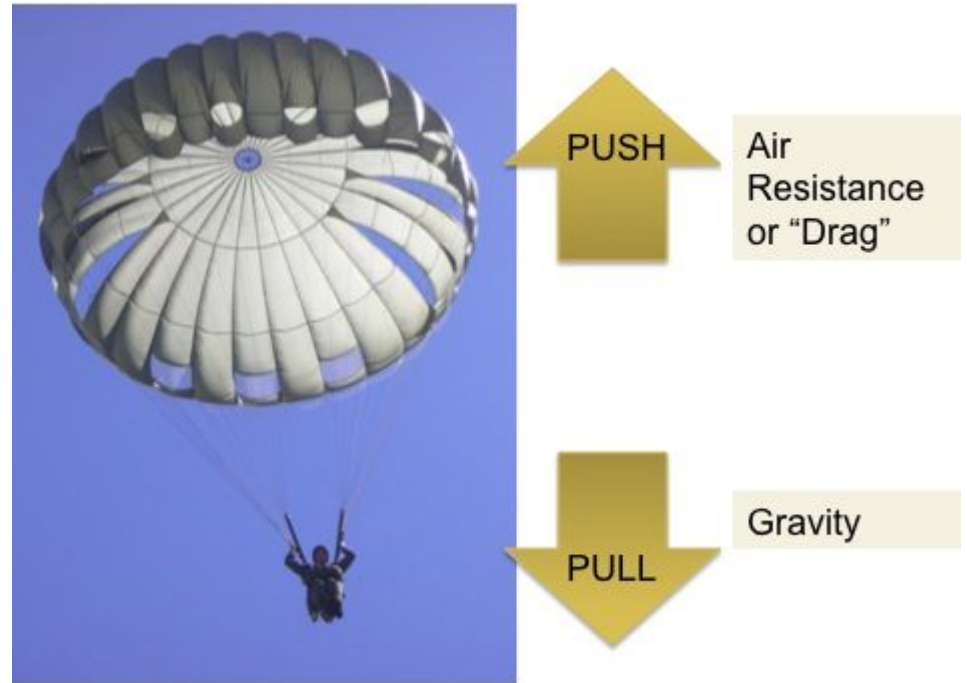 PUSH
Air
Resistance
or “Drag”
PULL
Gravity